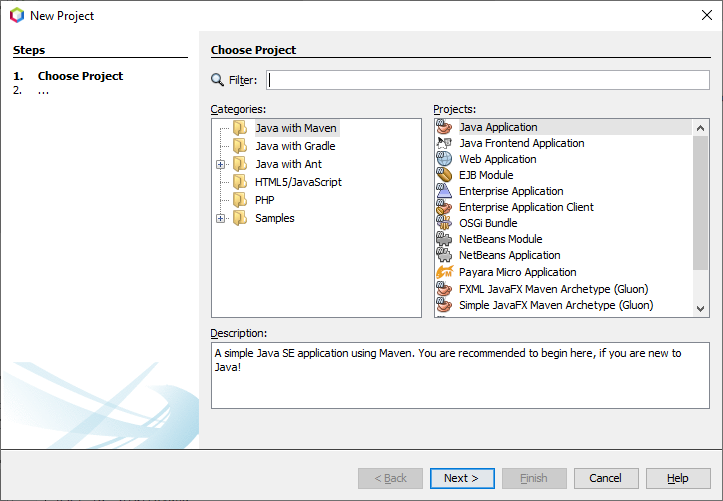 New Project
Steps
1. Choose Project
2. ...
Choose Project
Filter:
Categories:
Java with Maven
Java with Gradle
Java with Ant
HTML5/JavaScript
PHP
Samples
Projects:
Java Application
Java Frontend Application
Web Application
EJB Module
Enterprise Application
Enterprise Application Client
OSGi Bundle
NetBeans Module
NetBeans Application
Payara Micro Application
FXML JavaFX Maven Archetype (Gluon)
Simple JavaFX Maven Archetype (Gluon)
Description:
A simple Java SE application using Maven. You are recommended to begin here, if you are new to
Java!
< Back
Next >
Finish
Cancel
Help